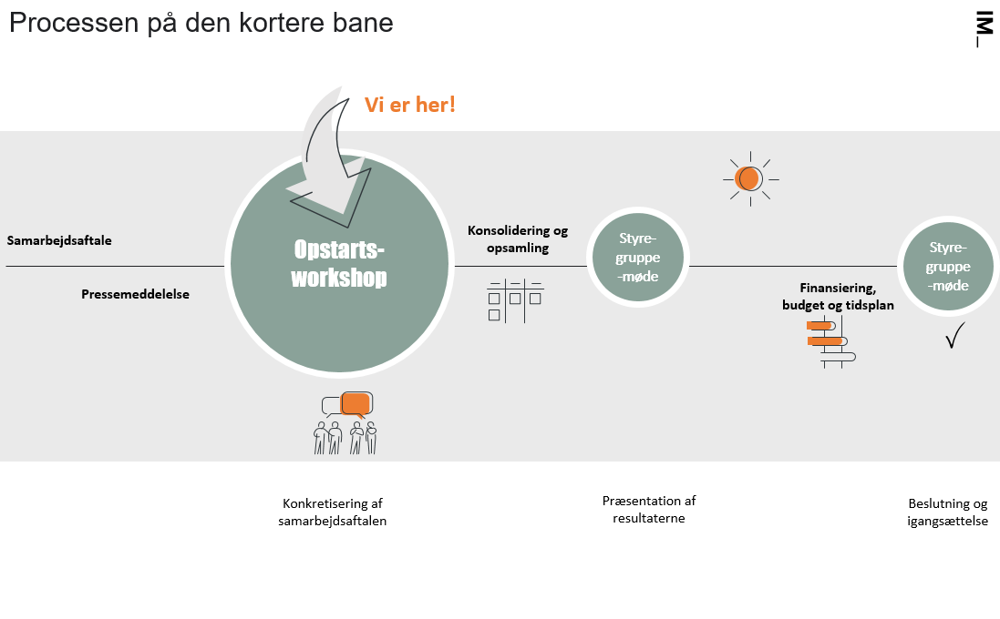 Processen på den kortere bane
IM_
Vi er her!
Samarbejdsaftale
Pressemeddelelse
Opstarts-
workshop
Konsolidering og
opsamling
Styre-
gruppe
-møde
Finansiering,
budget og tidsplan
Styre-
gruppe
-møde
Konkretisering af
samarbejdsaftalen
Præsentation af
resultaterne
Beslutning og
igangsættelse